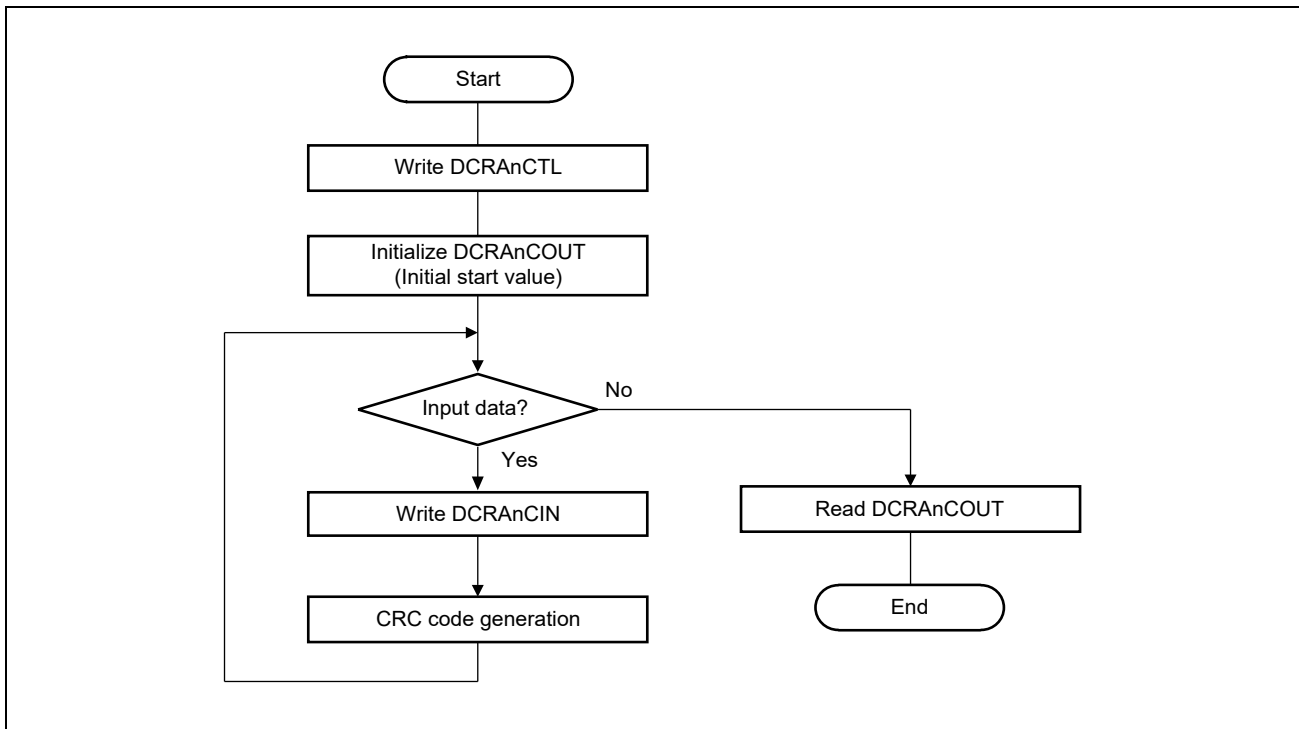 Start
Write DCRAnCTL
Initialize DCRAnCOUT
(Initial start value)
Input data?
No
Yes
Write DCRAnCIN
Read DCRAnCOUT
CRC code generation
End